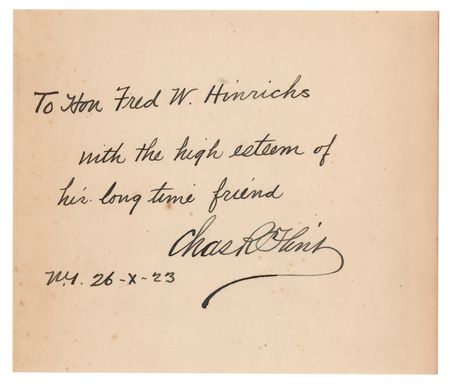 To Hon Fred W. Hinrichs
with the high esteem of
his long time friend
Chas R Flint
N.Y. 26-X-23